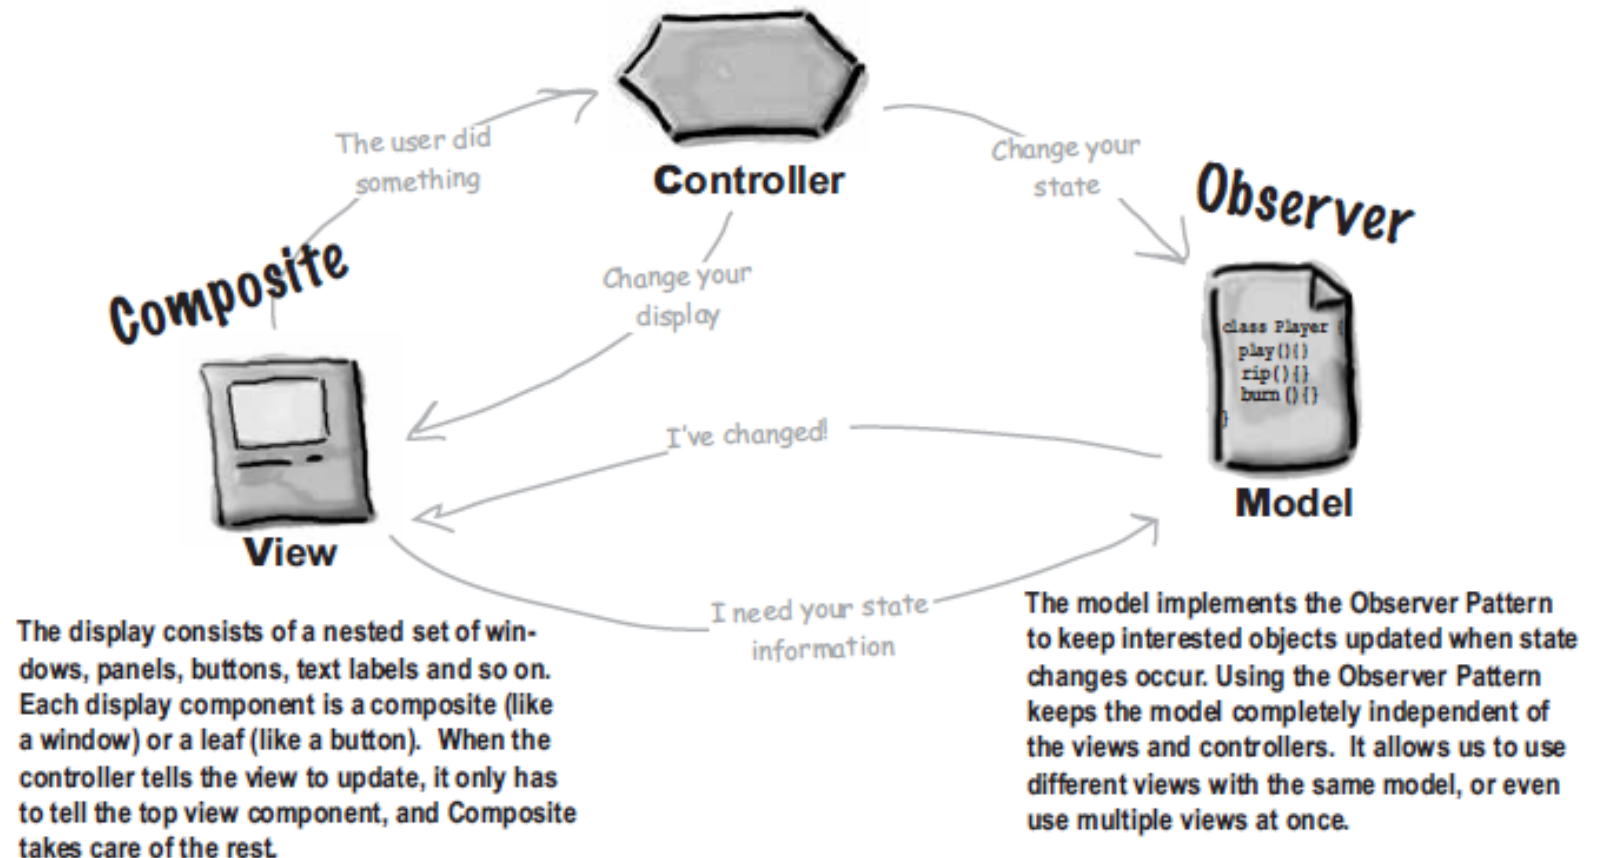 The user did
something
Controller
Change your
state
Observer
Composite
Change your
display
class Player {
play(){}
rip(){}
burn(){}
}
I've changed!
Model
View
I need your state
information
The display consists of a nested set of win-
dows, panels, buttons, text labels and so on.
Each display component is a composite (like
a window) or a leaf (like a button).  When the
controller tells the view to update, it only has
to tell the top view component, and Composite
takes care of the rest.
The model implements the Observer Pattern
to keep interested objects updated when state
changes occur. Using the Observer Pattern
keeps the model completely independent of
the views and controllers.  It allows us to use
different views with the same model, or even
use multiple views at once.